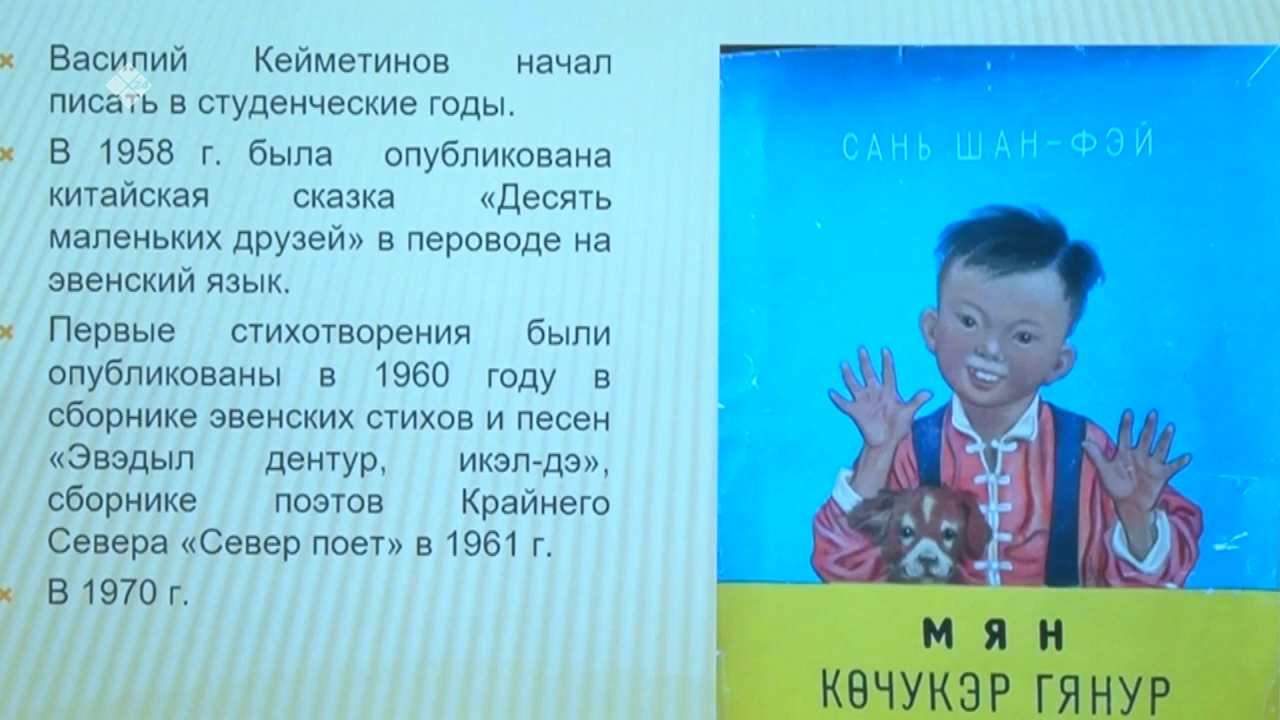 Василий Кейметинов начал
писать в студенческие годы.
В 1958 г. была опубликована
китайская сказка «Десять
маленьких друзей» в пероводе на
эвенский язык.
Первые стихотворения были
опубликованы в 1960 году в
сборнике эвенских стихов и песен
«Эвэдыл дентур, икэл-дэ»,
сборнике поэтов Крайнего
Севера «Север поет» в 1961 г.
В 1970 г.
САНЬ ШАН-ФЭЙ
МЯН
КӨЧУКЭР ГЯНУР
24